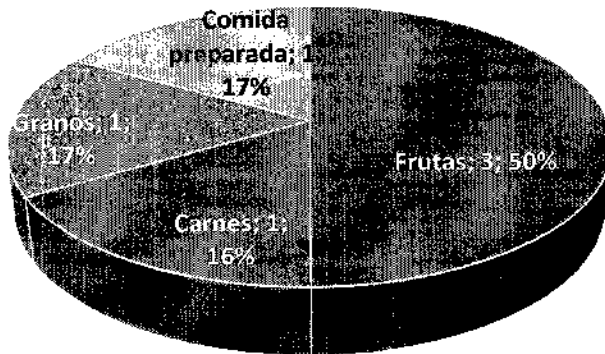 Comida
preparada; 1;
17%
Granos; 1;
17%
Frutas; 3; 50%
Carnes; 1;
16%